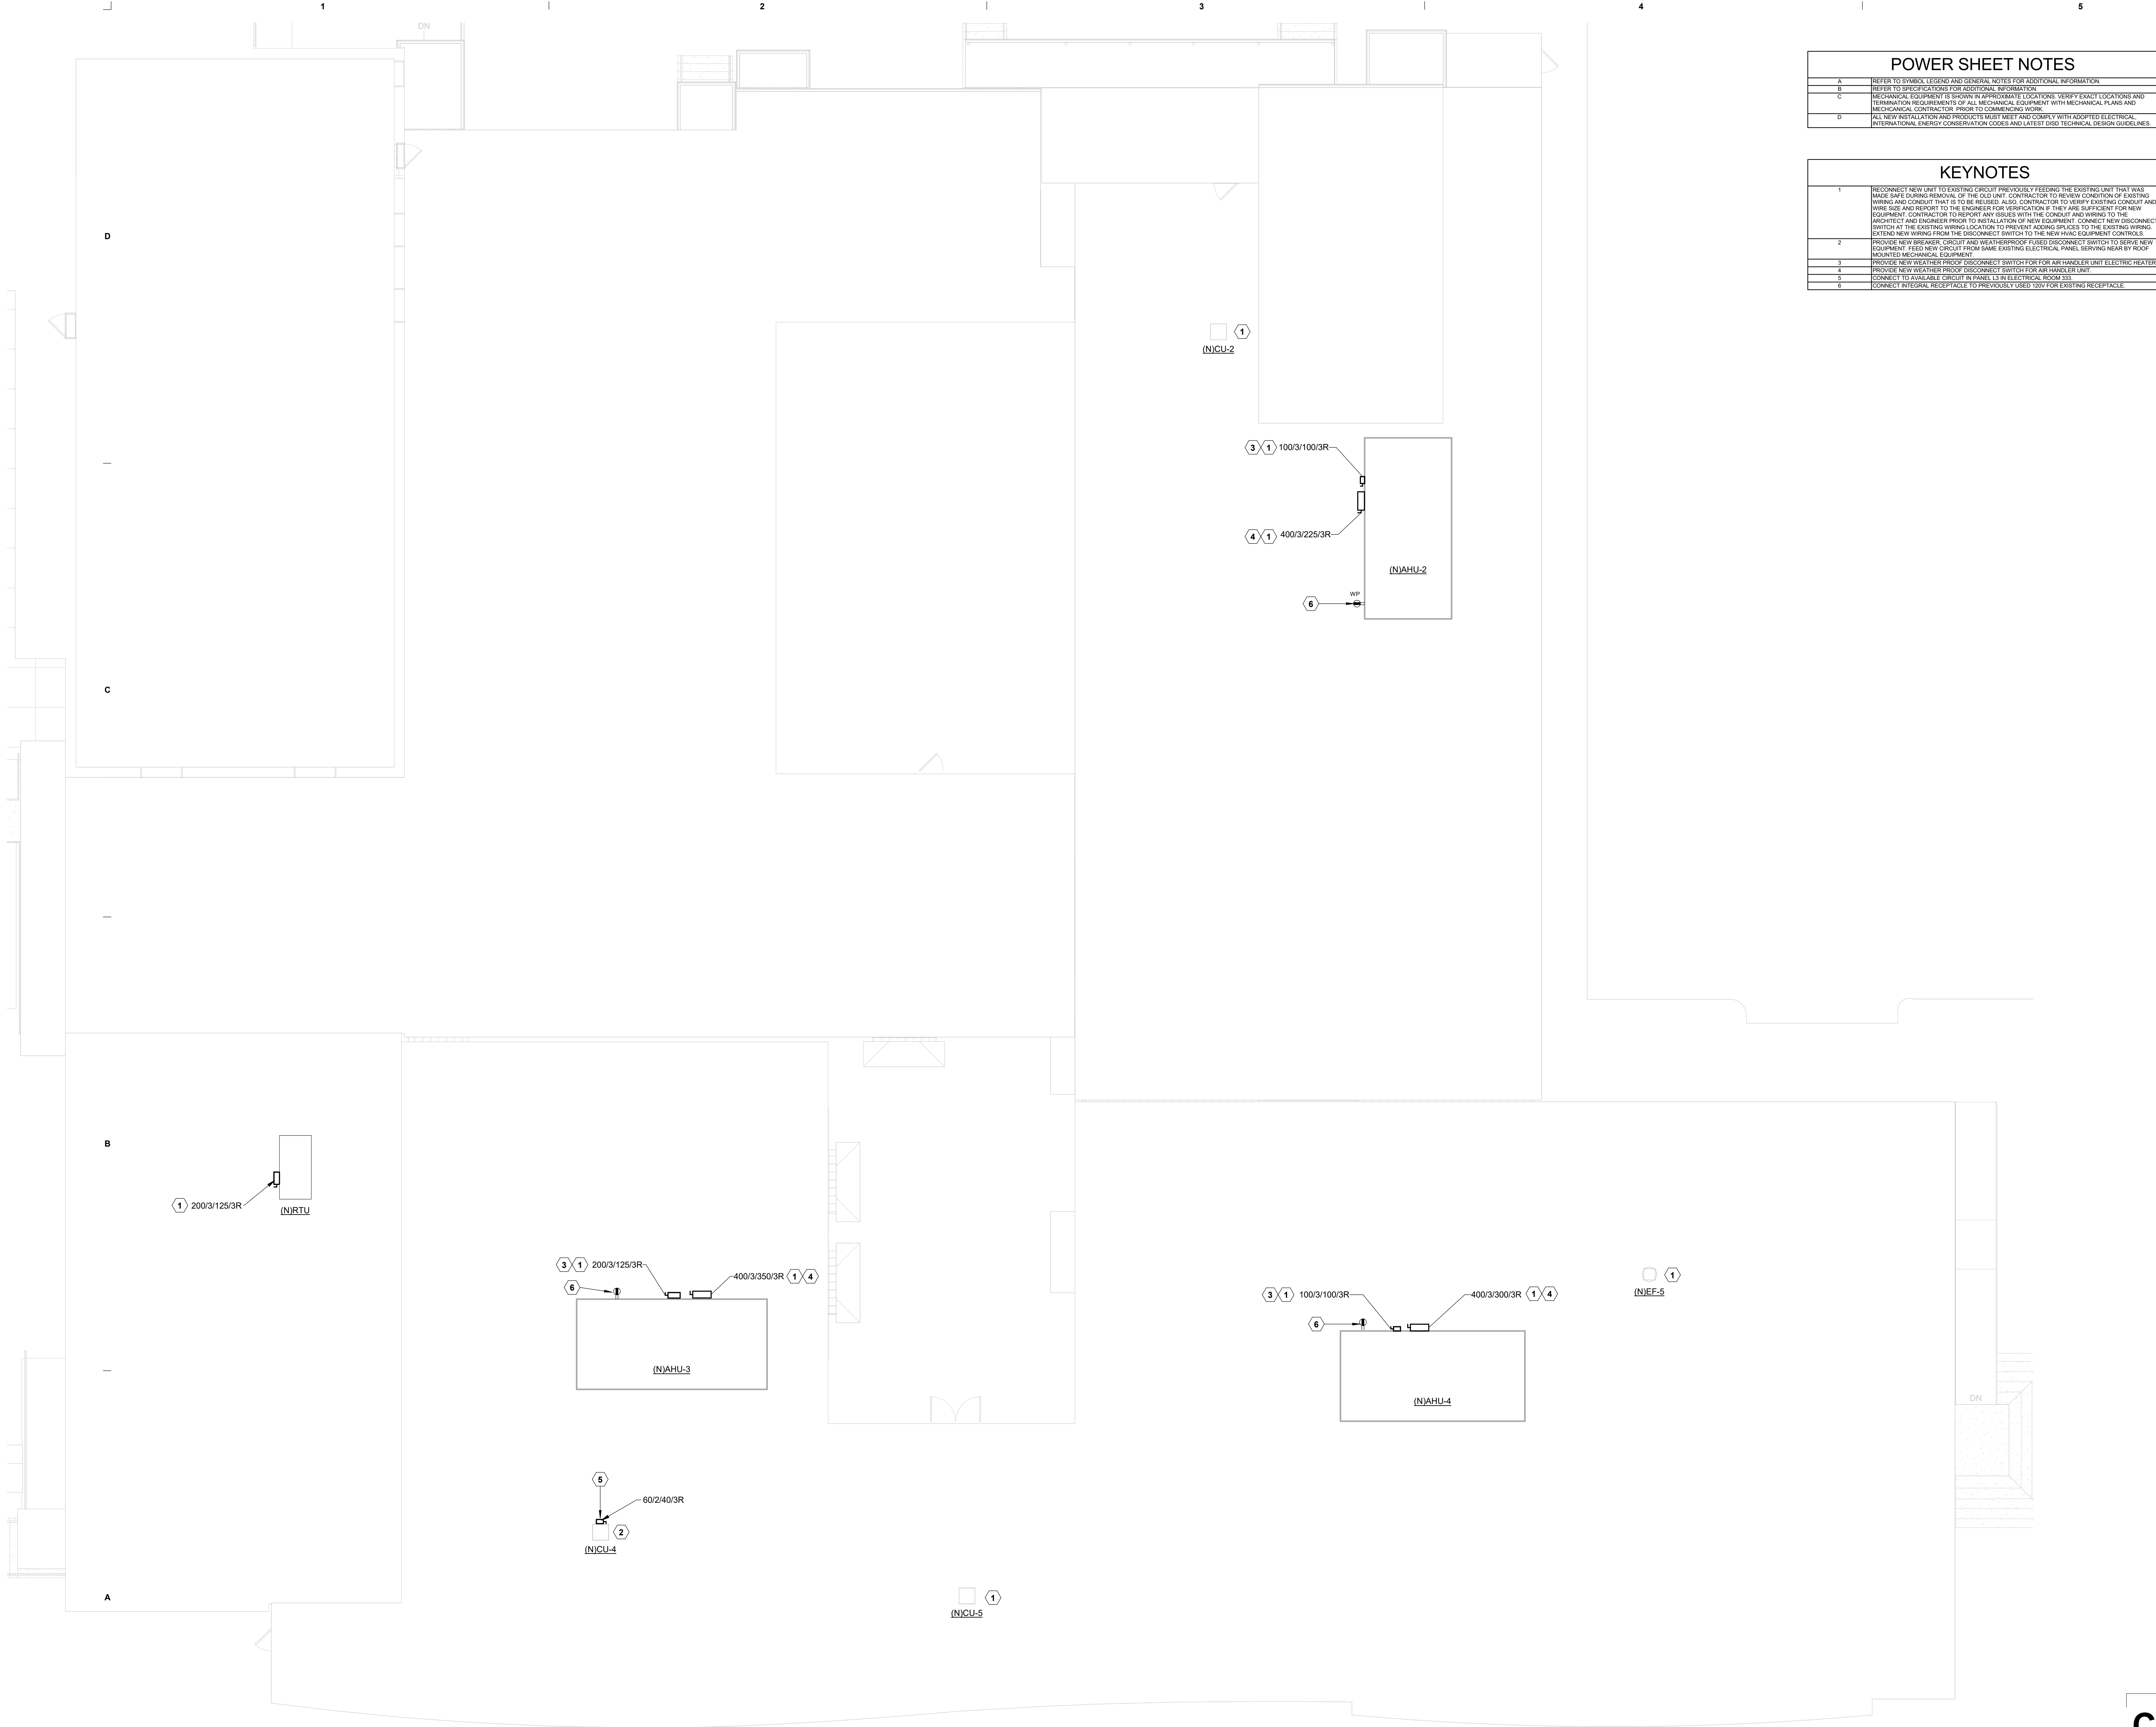 1 2 3 4 5
DN
POWER SHEET NOTES
A REFER TO SYMBOL LEGEND AND GENERAL NOTES FOR ADDITIONAL INFORMATION.
B REFER TO SPECIFICATIONS FOR ADDITIONAL INFORMATION.
C MECHANICAL EQUIPMENT IS SHOWN IN APPROXIMATE LOCATIONS. VERIFY EXACT LOCATIONS AND
TERMINATION REQUIREMENTS OF ALL MECHANICAL EQUIPMENT WITH MECHANICAL PLANS AND
MECHCANICAL CONTRACTOR PRIOR TO COMMENCING WORK.
D ALL NEW INSTALLATION AND PRODUCTS MUST MEET AND COMPLY WITH ADOPTED ELECTRICAL,
INTERNATIONAL ENERGY CONSERVATION CODES AND LATEST DISD TECHNICAL DESIGN GUIDELINES.
KEYNOTES
1 RECONNECT NEW UNIT TO EXISTING CIRCUIT PREVIOUSLY FEEDING THE EXISTING UNIT THAT WAS
MADE SAFE DURING REMOVAL OF THE OLD UNIT. CONTRACTOR TO REVIEW CONDITION OF EXISTING
WIRING AND CONDUIT THAT IS TO BE REUSED. ALSO, CONTRACTOR TO VERIFY EXISTING CONDUIT AND
WIRE SIZE AND REPORT TO THE ENGINEER FOR VERIFICATION IF THEY ARE SUFFICIENT FOR NEW
EQUIPMENT. CONTRACTOR TO REPORT ANY ISSUES WITH THE CONDUIT AND WIRING TO THE
ARCHITECT AND ENGINEER PRIOR TO INSTALLATION OF NEW EQUIPMENT. CONNECT NEW DISCONNECT
SWITCH AT THE EXISTING WIRING LOCATION TO PREVENT ADDING SPLICES TO THE EXISTING WIRING.
EXTEND NEW WIRING FROM THE DISCONNECT SWITCH TO THE NEW HVAC EQUIPMENT CONTROLS.
2 PROVIDE NEW BREAKER, CIRCUIT AND WEATHERPROOF FUSED DISCONNECT SWITCH TO SERVE NEW
EQUIPMENT. FEED NEW CIRCUIT FROM SAME EXISTING ELECTRICAL PANEL SERVING NEAR BY ROOF
MOUNTED MECHANICAL EQUIPMENT.
3 PROVIDE NEW WEATHER PROOF DISCONNECT SWITCH FOR FOR AIR HANDLER UNIT ELECTRIC HEATER
4 PROVIDE NEW WEATHER PROOF DISCONNECT SWITCH FOR AIR HANDLER UNIT.
5 CONNECT TO AVAILABLE CIRCUIT IN PANEL L3 IN ELECTRICAL ROOM 333.
6 CONNECT INTEGRAL RECEPTACLE TO PREVIOUSLY USED 120V FOR EXISTING RECEPTACLE.
D
1
(N)CU-2
3 1 100/3/100/3R
4 1 400/3/225/3R
(N)AHU-2
WP
6
C
B
1 200/3/125/3R
(N)RTU
3 1 200/3/125/3R
400/3/350/3R 1 4
6
(N)AHU-3
3 1 100/3/100/3R
400/3/300/3R 1 4
6
(N)AHU-4
1
(N)EF-5
DN
5
60/2/40/3R
2
(N)CU-4
A
1
(N)CU-5